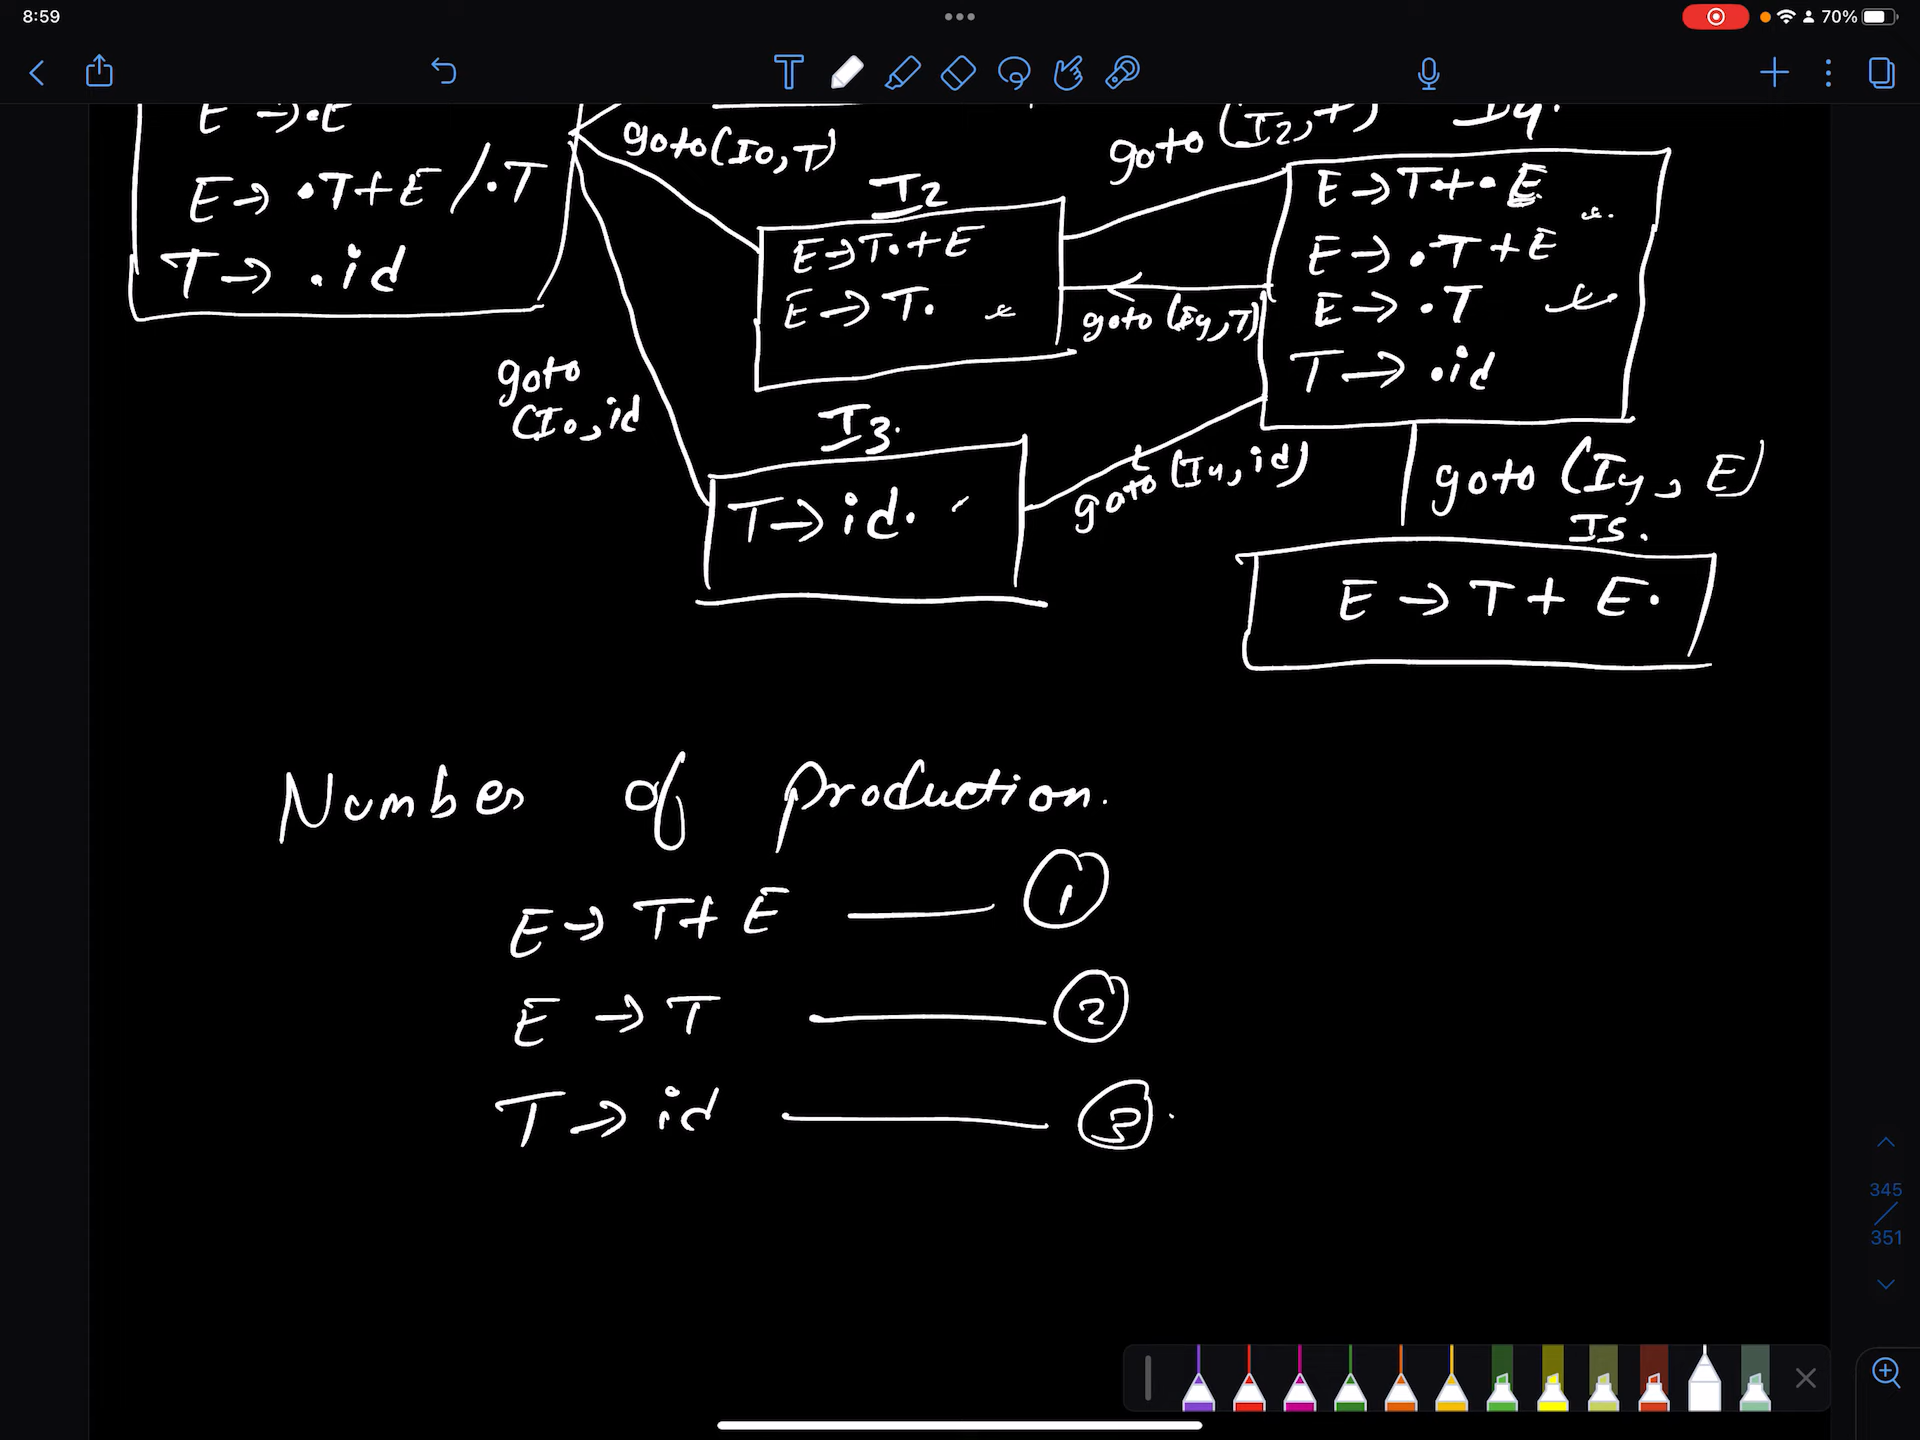 8:59
70%
E → .E
E → .T+E / .T
T → .id
goto(I0,T)
I2
E → T.+E
E → T.
goto (I2,+)
I4.
E → T+.E
E → .T+E
E → .T
T → .id
goto (I4,T)
goto
(I0,id
I3.
T → id.
goto (I4,id)
goto (I4, E)
I5.
E → T + E.
Number of production.
E → T+ E —— 1
E → T —— 2
T → id —— 3.
345
/
351